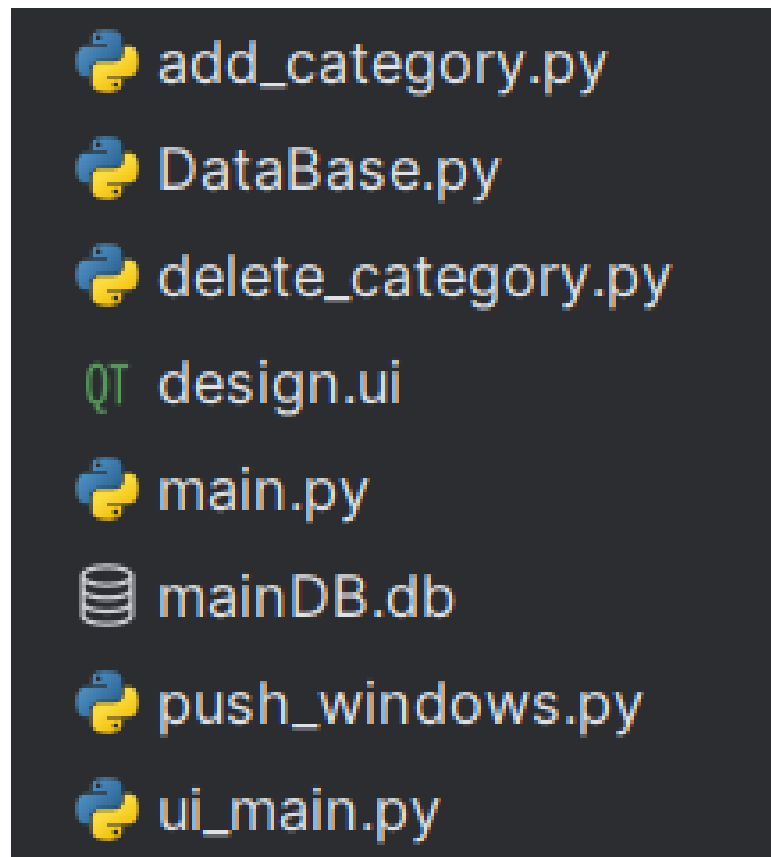 add_category.py
DataBase.py
delete_category.py
QT design.ui
main.py
mainDB.db
push_windows.py
ui_main.py